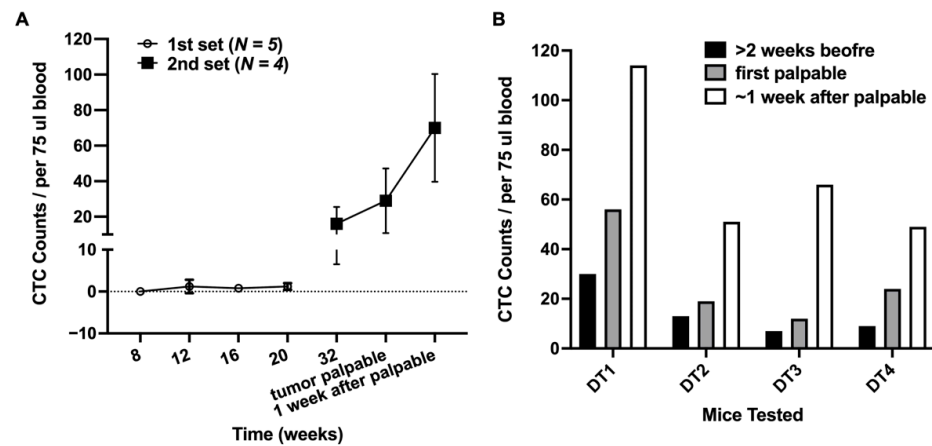 A
CTC Counts / per 75 ul blood
120
100
80
60
40
20
10
0
−10
1st set (N = 5)
2nd set (N = 4)
8
12
16
20
32
tumor palpable
1 week after palpable
Time (weeks)
B
CTC Counts / per 75 ul blood
120
100
80
60
40
20
0
>2 weeks beofre
first palpable
~1 week after palpable
DT1
DT2
DT3
DT4
Mice Tested